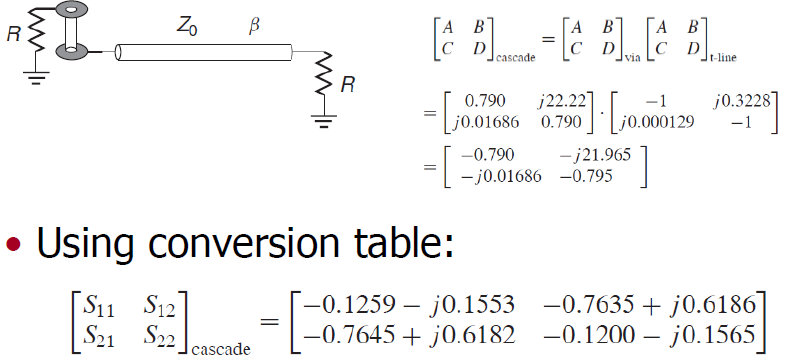 R
Z₀ β
R
[A B; C D]cascade = [A B; C D]via [A B; C D]t-line
= [0.790 j22.22; j0.01686 0.790] · [−1 j0.3228; j0.000129 −1]
= [−0.790 −j21.965; −j0.01686 −0.795]
• Using conversion table:
[S₁₁ S₁₂; S₂₁ S₂₂]cascade = [−0.1259 − j0.1553 −0.7635 + j0.6186; −0.7645 + j0.6182 −0.1200 − j0.1565]